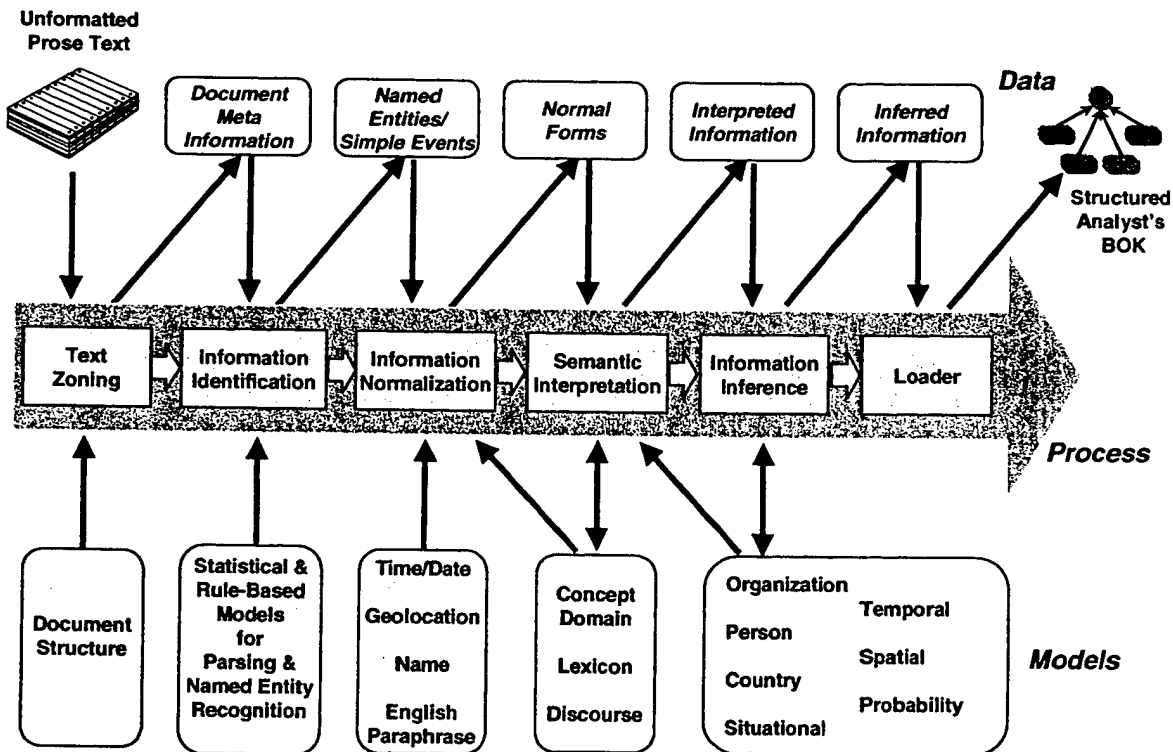 Unformatted
Prose Text
Document
Meta
Information
Named
Entities/
Simple Events
Normal
Forms
Interpreted
Information
Inferred
Information
Data
Structured
Analyst's
BOK
Text
Zoning
Information
Identification
Information
Normalization
Semantic
Interpretation
Information
Inference
Loader
Process
Document
Structure
Statistical &
Rule-Based
Models
for
Parsing &
Named Entity
Recognition
Time/Date
Geolocation
Name
English
Paraphrase
Concept
Domain
Lexicon
Discourse
Organization
Person
Country
Situational
Temporal
Spatial
Probability
Models